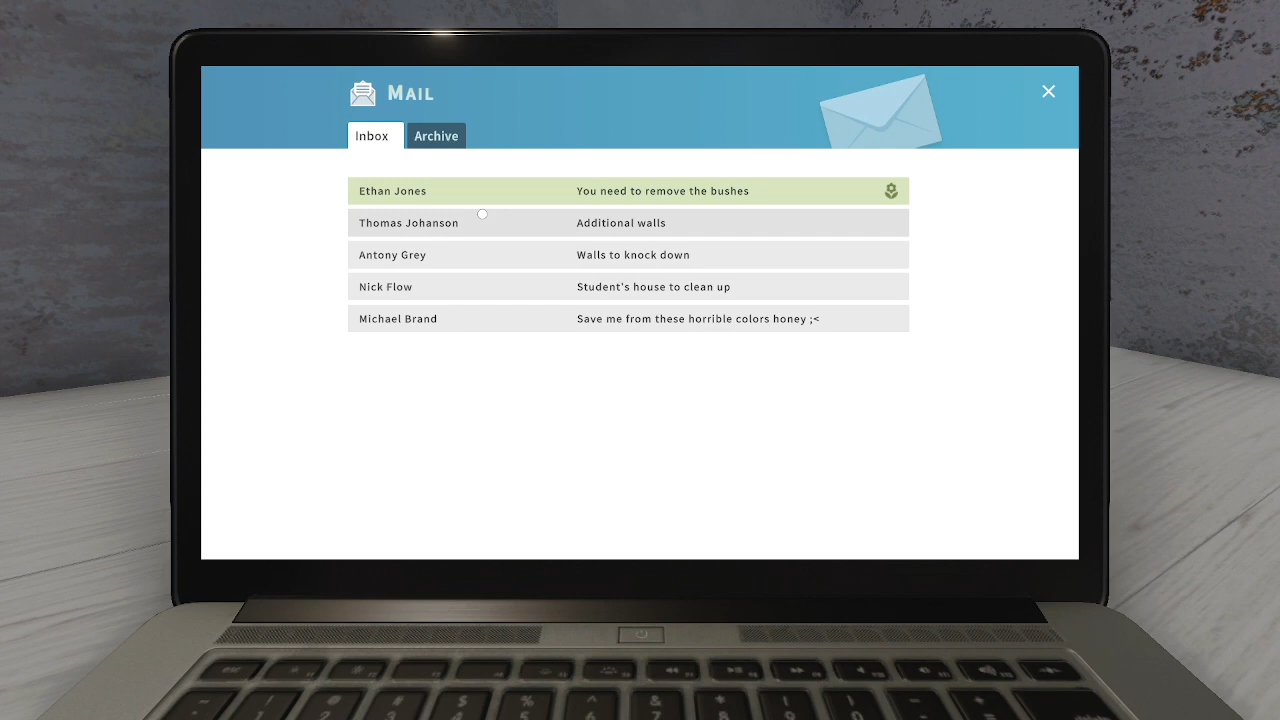 Mail
Inbox Archive
Ethan Jones You need to remove the bushes
Thomas Johanson Additional walls
Antony Grey Walls to knock down
Nick Flow Student's house to clean up
Michael Brand Save me from these horrible colors honey ;<